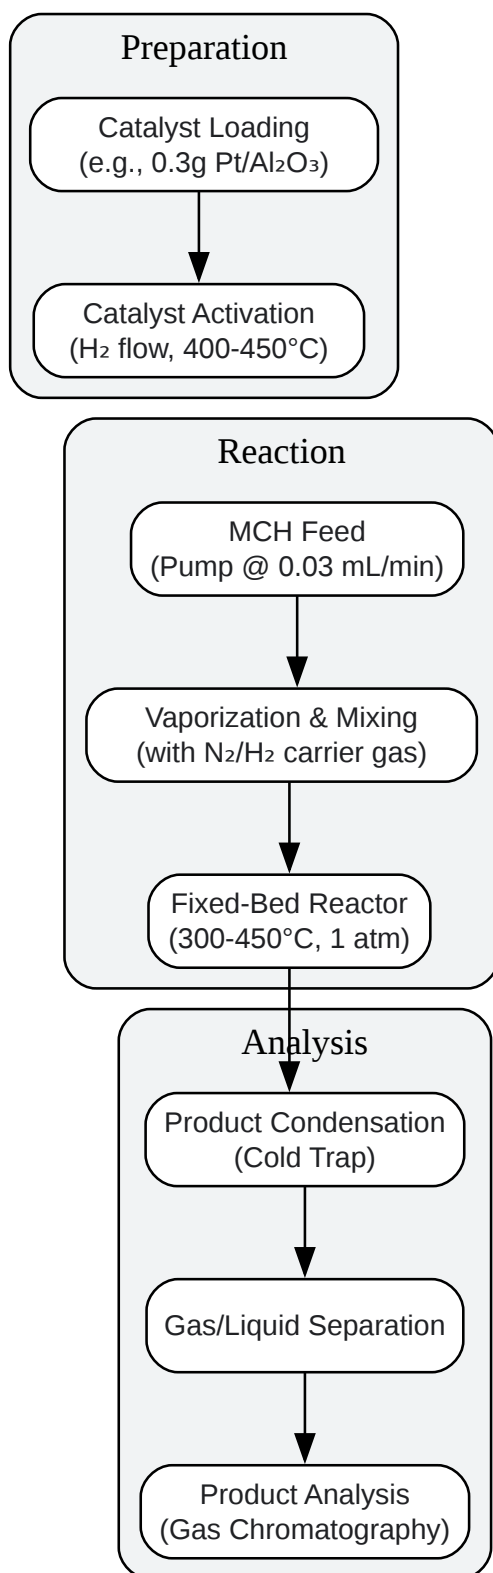 Preparation
Catalyst Loading
(e.g., 0.3g Pt/Al₂O₃)
Catalyst Activation
(H₂ flow, 400-450°C)
Reaction
MCH Feed
(Pump @ 0.03 mL/min)
Vaporization & Mixing
(with N₂/H₂ carrier gas)
Fixed-Bed Reactor
(300-450°C, 1 atm)
Analysis
Product Condensation
(Cold Trap)
Gas/Liquid Separation
Product Analysis
(Gas Chromatography)